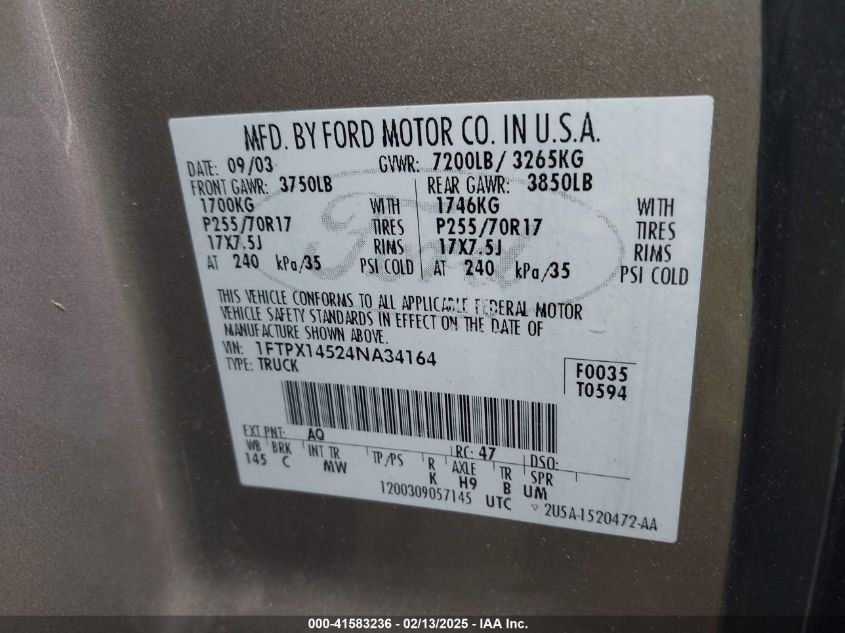 MFD. BY FORD MOTOR CO. IN U.S.A.
DATE: 09/03 GVWR: 7200LB/ 3265KG
FRONT GAWR: 3750LB REAR GAWR: 3850LB
1700KG WITH 1746KG WITH
P255/70R17 TIRES P255/70R17 TIRES
17X7.5J RIMS 17X7.5J RIMS
AT 240 kPa/35 PSI COLD AT 240 kPa/35 PSI COLD
Ford
THIS VEHICLE CONFORMS TO ALL APPLICABLE FEDERAL MOTOR
VEHICLE SAFETY STANDARDS IN EFFECT ON THE DATE OF
MANUFACTURE SHOWN ABOVE.
VIN: 1FTPX14524NA34164
TYPE: TRUCK
F0035
T0594
EXT PNT: AQ RC: 47 DSO:
WB BRK INT TR TP/PS R AXLE TR SPR
145 C MW K H9 B UM
1200309057145 UTC ▿ 2U5A-1520472-AA
000-41583236 - 02/13/2025 - IAA Inc.